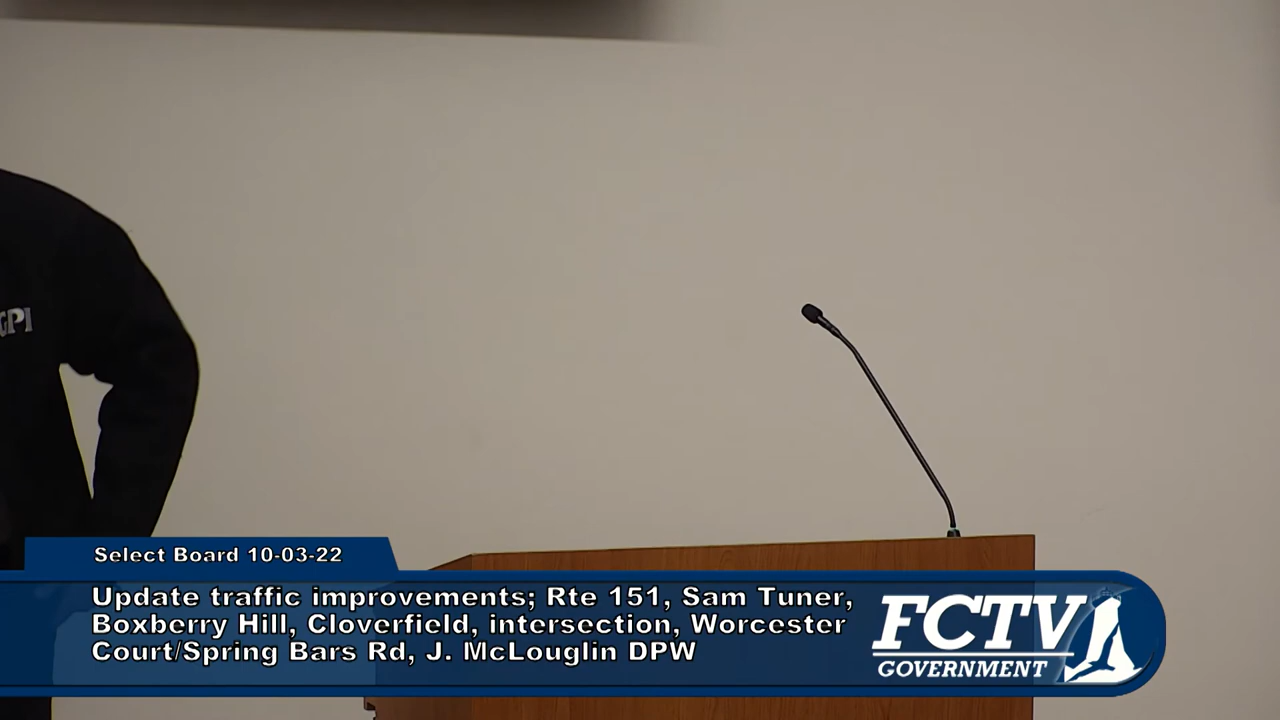 GPI
Select Board 10-03-22
Update traffic improvements; Rte 151, Sam Tuner,
Boxberry Hill, Cloverfield, intersection, Worcester
Court/Spring Bars Rd, J. McLouglin DPW
FCTV
GOVERNMENT